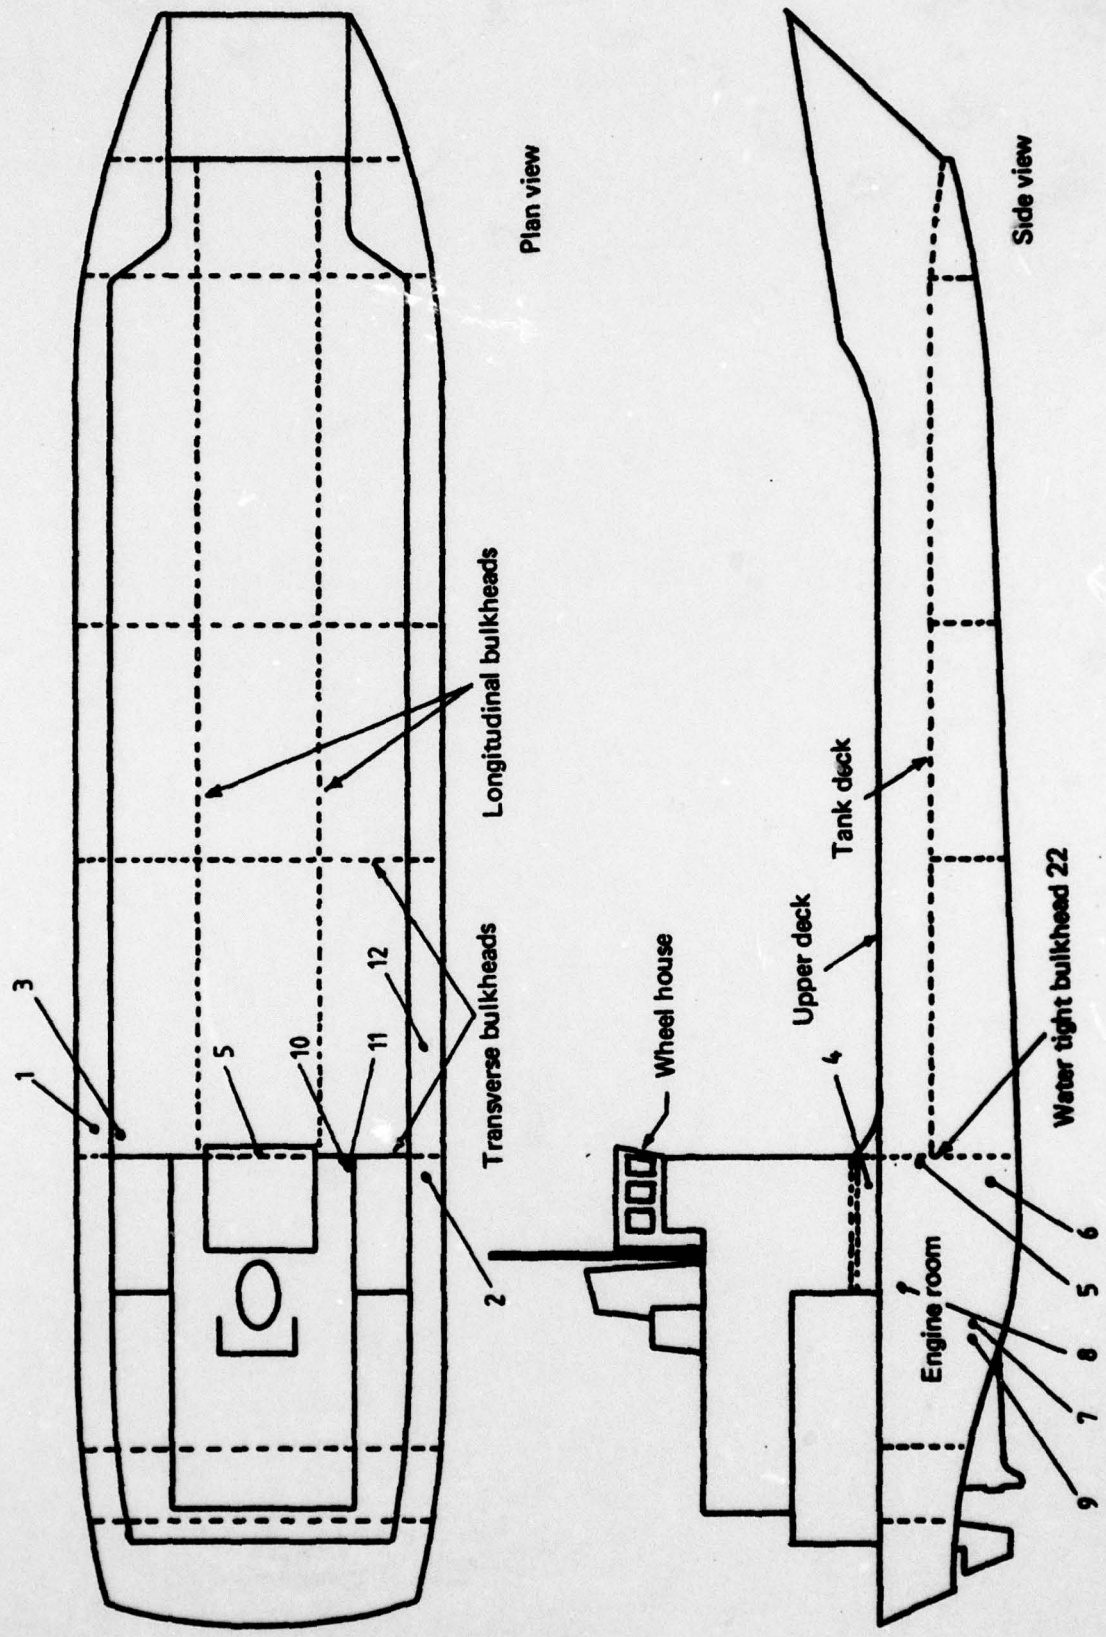 1
3
Plan view
5
10
11
12
Transverse bulkheads
Longitudinal bulkheads
2
Wheel house
4
Upper deck
Tank deck
Engine room
Water tight bulkhead 22
Side view
9
7
8
5
6